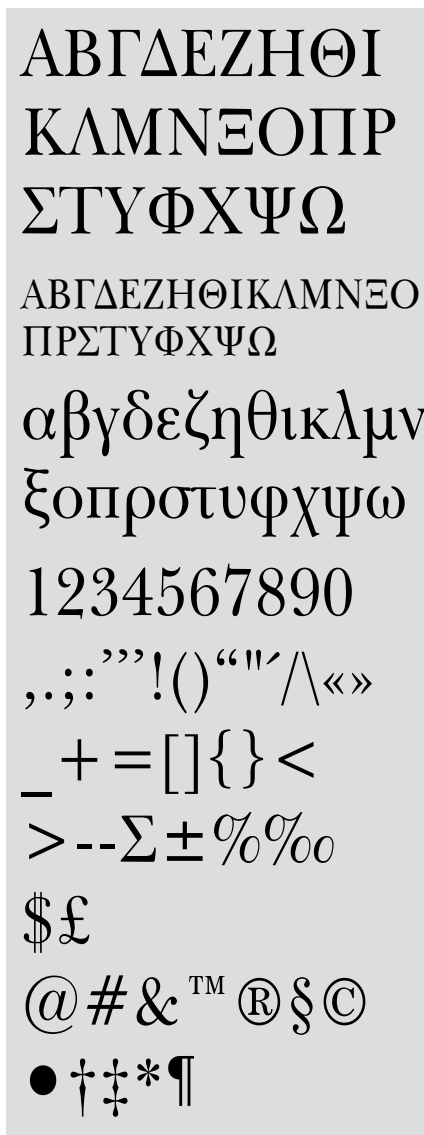 ΑΒΓΔΕΖΗΘΙ
ΚΛΜΝΞΟΠΡ
ΣΤΥΦΧΨΩ
ΑΒΓΔΕΖΗΘΙΚΛΜΝΞΟ
ΠΡΣΤΥΦΧΨΩ
αβγδεζηθικλμν
ξοπρστυφχψω
1234567890
,.;:’”!()“"´/\«»
_+=[]{}<
>--Σ±%‰
$£
@#&™®§©
•†‡*¶